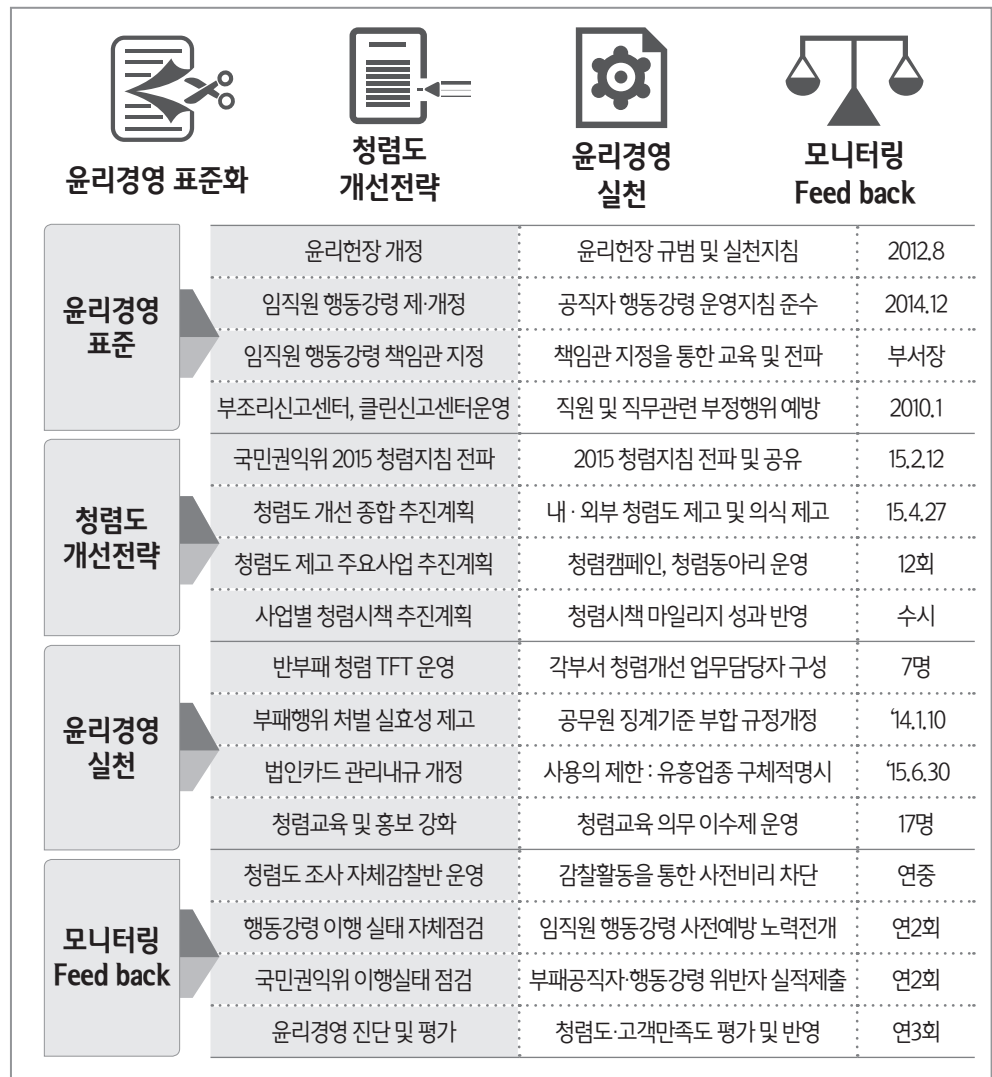 윤리경영 표준화
청렴도
개선전략
윤리경영
실천
모니터링
Feed back
윤리경영
표준
윤리헌장 개정 윤리헌장 규범 및 실천지침 2012.8
임직원 행동강령 제·개정 공직자 행동강령 운영지침 준수 2014.12
임직원 행동강령 책임관 지정 책임관 지정을 통한 교육 및 전파 부서장
부조리신고센터, 클린신고센터운영 직원 및 직무관련 부정행위 예방 2010.1
청렴도
개선전략
국민권익위 2015 청렴지침 전파 2015 청렴지침 전파 및 공유 15.2.12
청렴도 개선 종합 추진계획 내·외부 청렴도 제고 및 의식 제고 15.4.27
청렴도 제고 주요사업 추진계획 청렴캠페인, 청렴동아리 운영 12회
사업별 청렴시책 추진계획 청렴시책 마일리지 성과 반영 수시
윤리경영
실천
반부패 청렴 TFT 운영 각부서 청렴개선 업무담당자 구성 7명
부패행위 처벌 실효성 제고 공무원 징계기준 부합 규정개정 ‘14.1.10
법인카드 관리내규 개정 사용의 제한 : 유흥업종 구체적명시 ‘15.6.30
청렴교육 및 홍보 강화 청렴교육 의무 이수제 운영 17명
모니터링
Feed back
청렴도 조사 자체감찰반 운영 감찰활동을 통한 사전비리 차단 연중
행동강령 이행 실태 자체점검 임직원 행동강령 사전예방 노력전개 연2회
국민권익위 이행실태 점검 부패공직자·행동강령 위반자 실적제출 연2회
윤리경영 진단 및 평가 청렴도·고객만족도 평가 및 반영 연3회